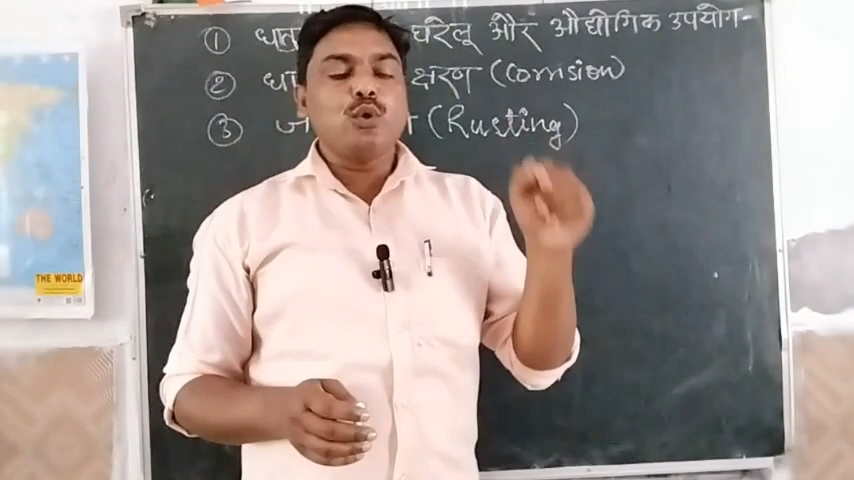 ① घरेलू और औद्योगिक उपयोग-
② क्षरण (Corrosion)
③ (Rusting)
THE WORLD